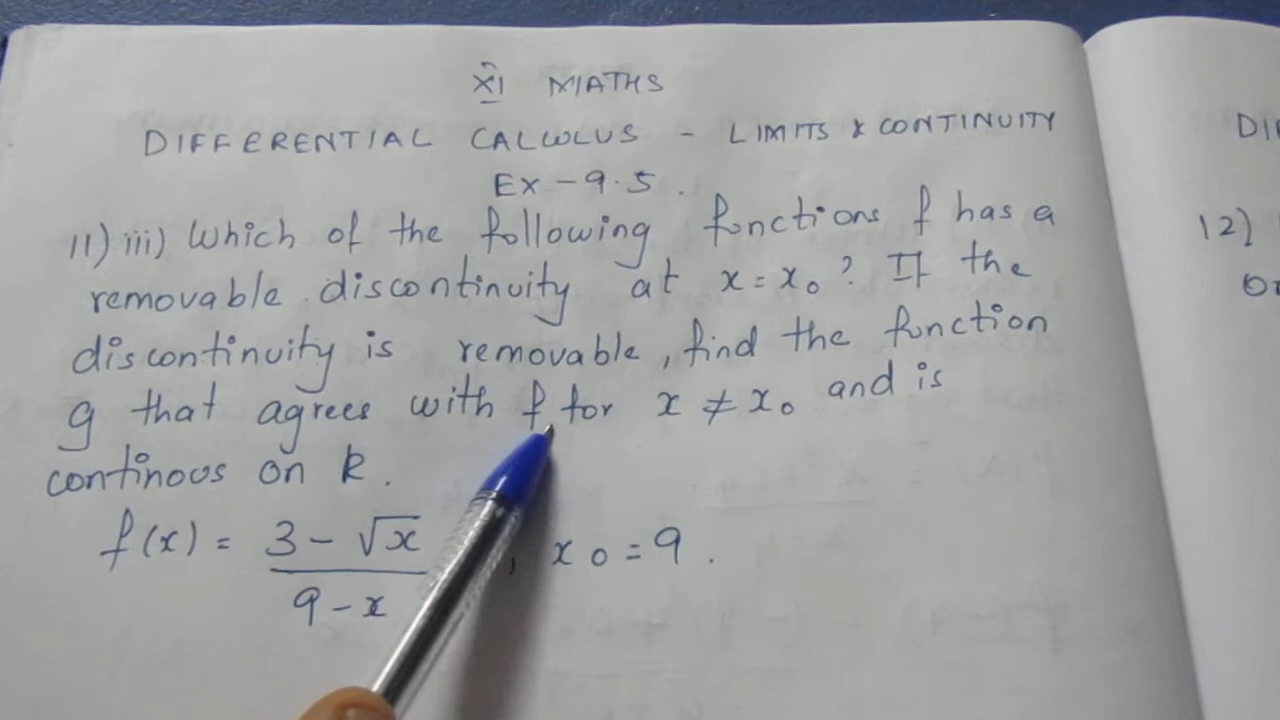 XI MATHS
DIFFERENTIAL CALCULUS - LIMITS & CONTINUITY
EX - 9.5.
11) iii) Which of the following functions f has a
removable discontinuity at x = x₀? If the
discontinuity is removable, find the function
g that agrees with f for x ≠ x₀ and is
continous on R.
f(x) = 3 - √x / 9 - x , x₀ = 9.
DI
12)